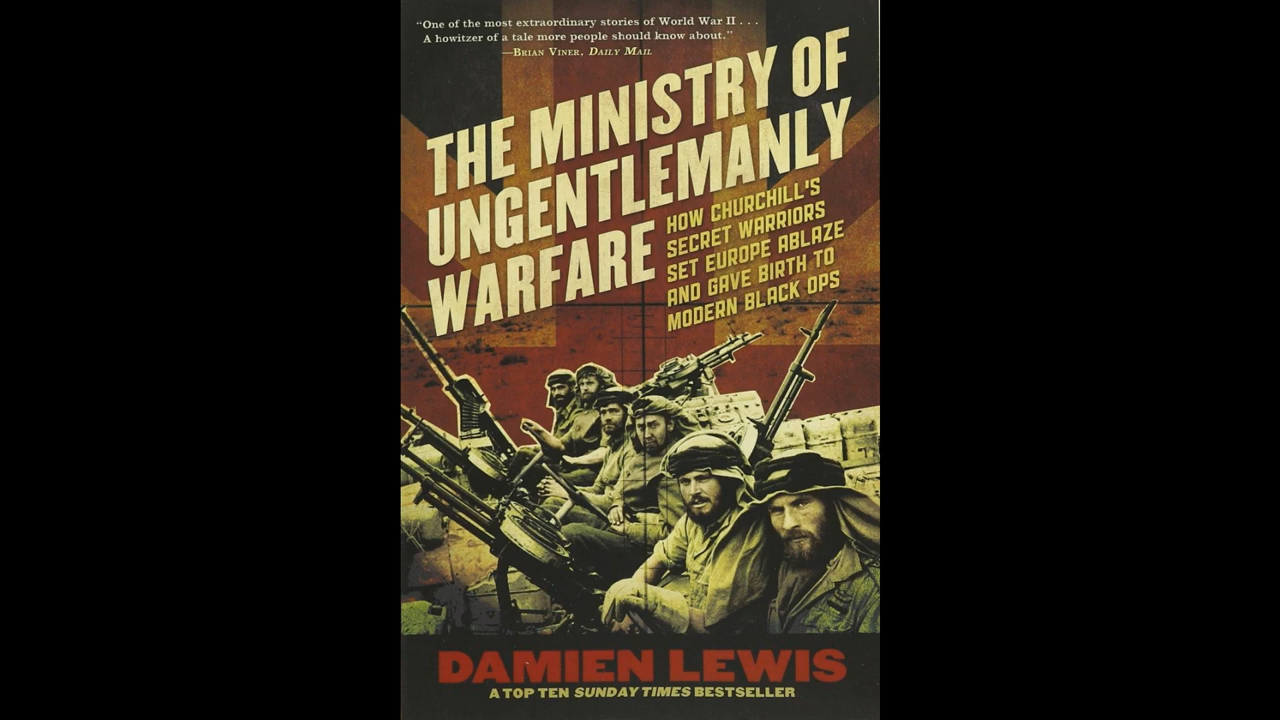 “One of the most extraordinary stories of World War II . . .
A howitzer of a tale more people should know about.”
—Brian Viner, Daily Mail
THE MINISTRY OF
UNGENTLEMANLY
WARFARE
HOW CHURCHILL'S
SECRET WARRIORS
SET EUROPE ABLAZE
AND GAVE BIRTH TO
MODERN BLACK OPS
DAMIEN LEWIS
A TOP TEN SUNDAY TIMES BESTSELLER